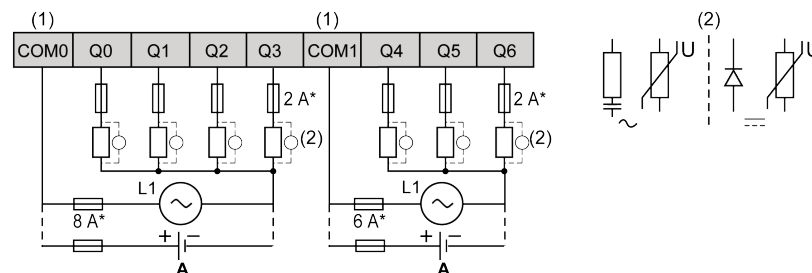 (1) (1) (2)
COM0 Q0 Q1 Q2 Q3 COM1 Q4 Q5 Q6
U U
2 A* 2 A*
(2) (2)
L1 L1
8 A* 6 A*
+ − + −
A A